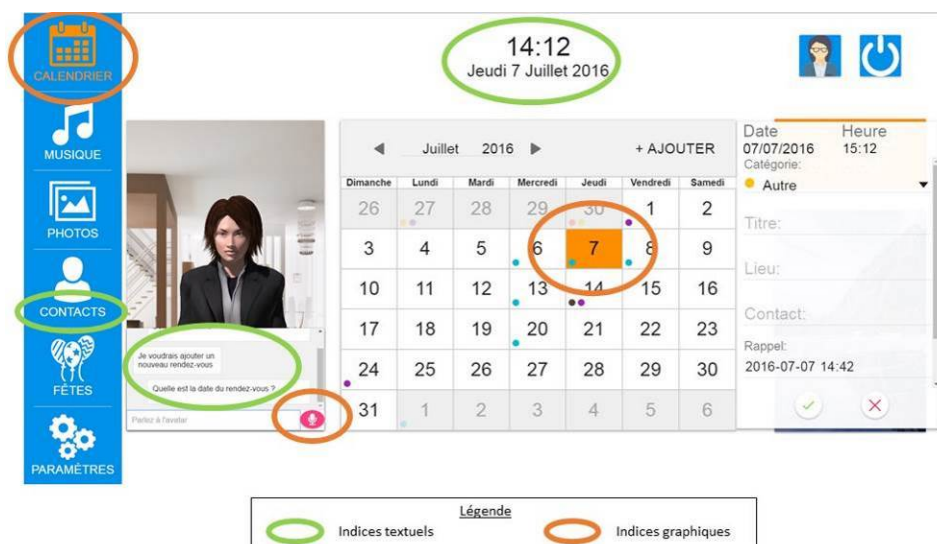 14:12
Jeudi 7 Juillet 2016
CALENDRIER
MUSIQUE
PHOTOS
CONTACTS
FÊTES
PARAMÈTRES
Je voudrais ajouter un
nouveau rendez-vous
Quelle est la date du rendez-vous ?
Parlez à l'avatar
Juillet 2016 + AJOUTER
Dimanche Lundi Mardi Mercredi Jeudi Vendredi Samedi
26 27 28 29 30 1 2
3 4 5 6 7 8 9
10 11 12 13 14 15 16
17 18 19 20 21 22 23
24 25 26 27 28 29 30
31 1 2 3 4 5 6
Date Heure
07/07/2016 15:12
Catégorie:
Autre
Titre:
Lieu:
Contact:
Rappel:
2016-07-07 14:42
Légende
Indices textuels Indices graphiques